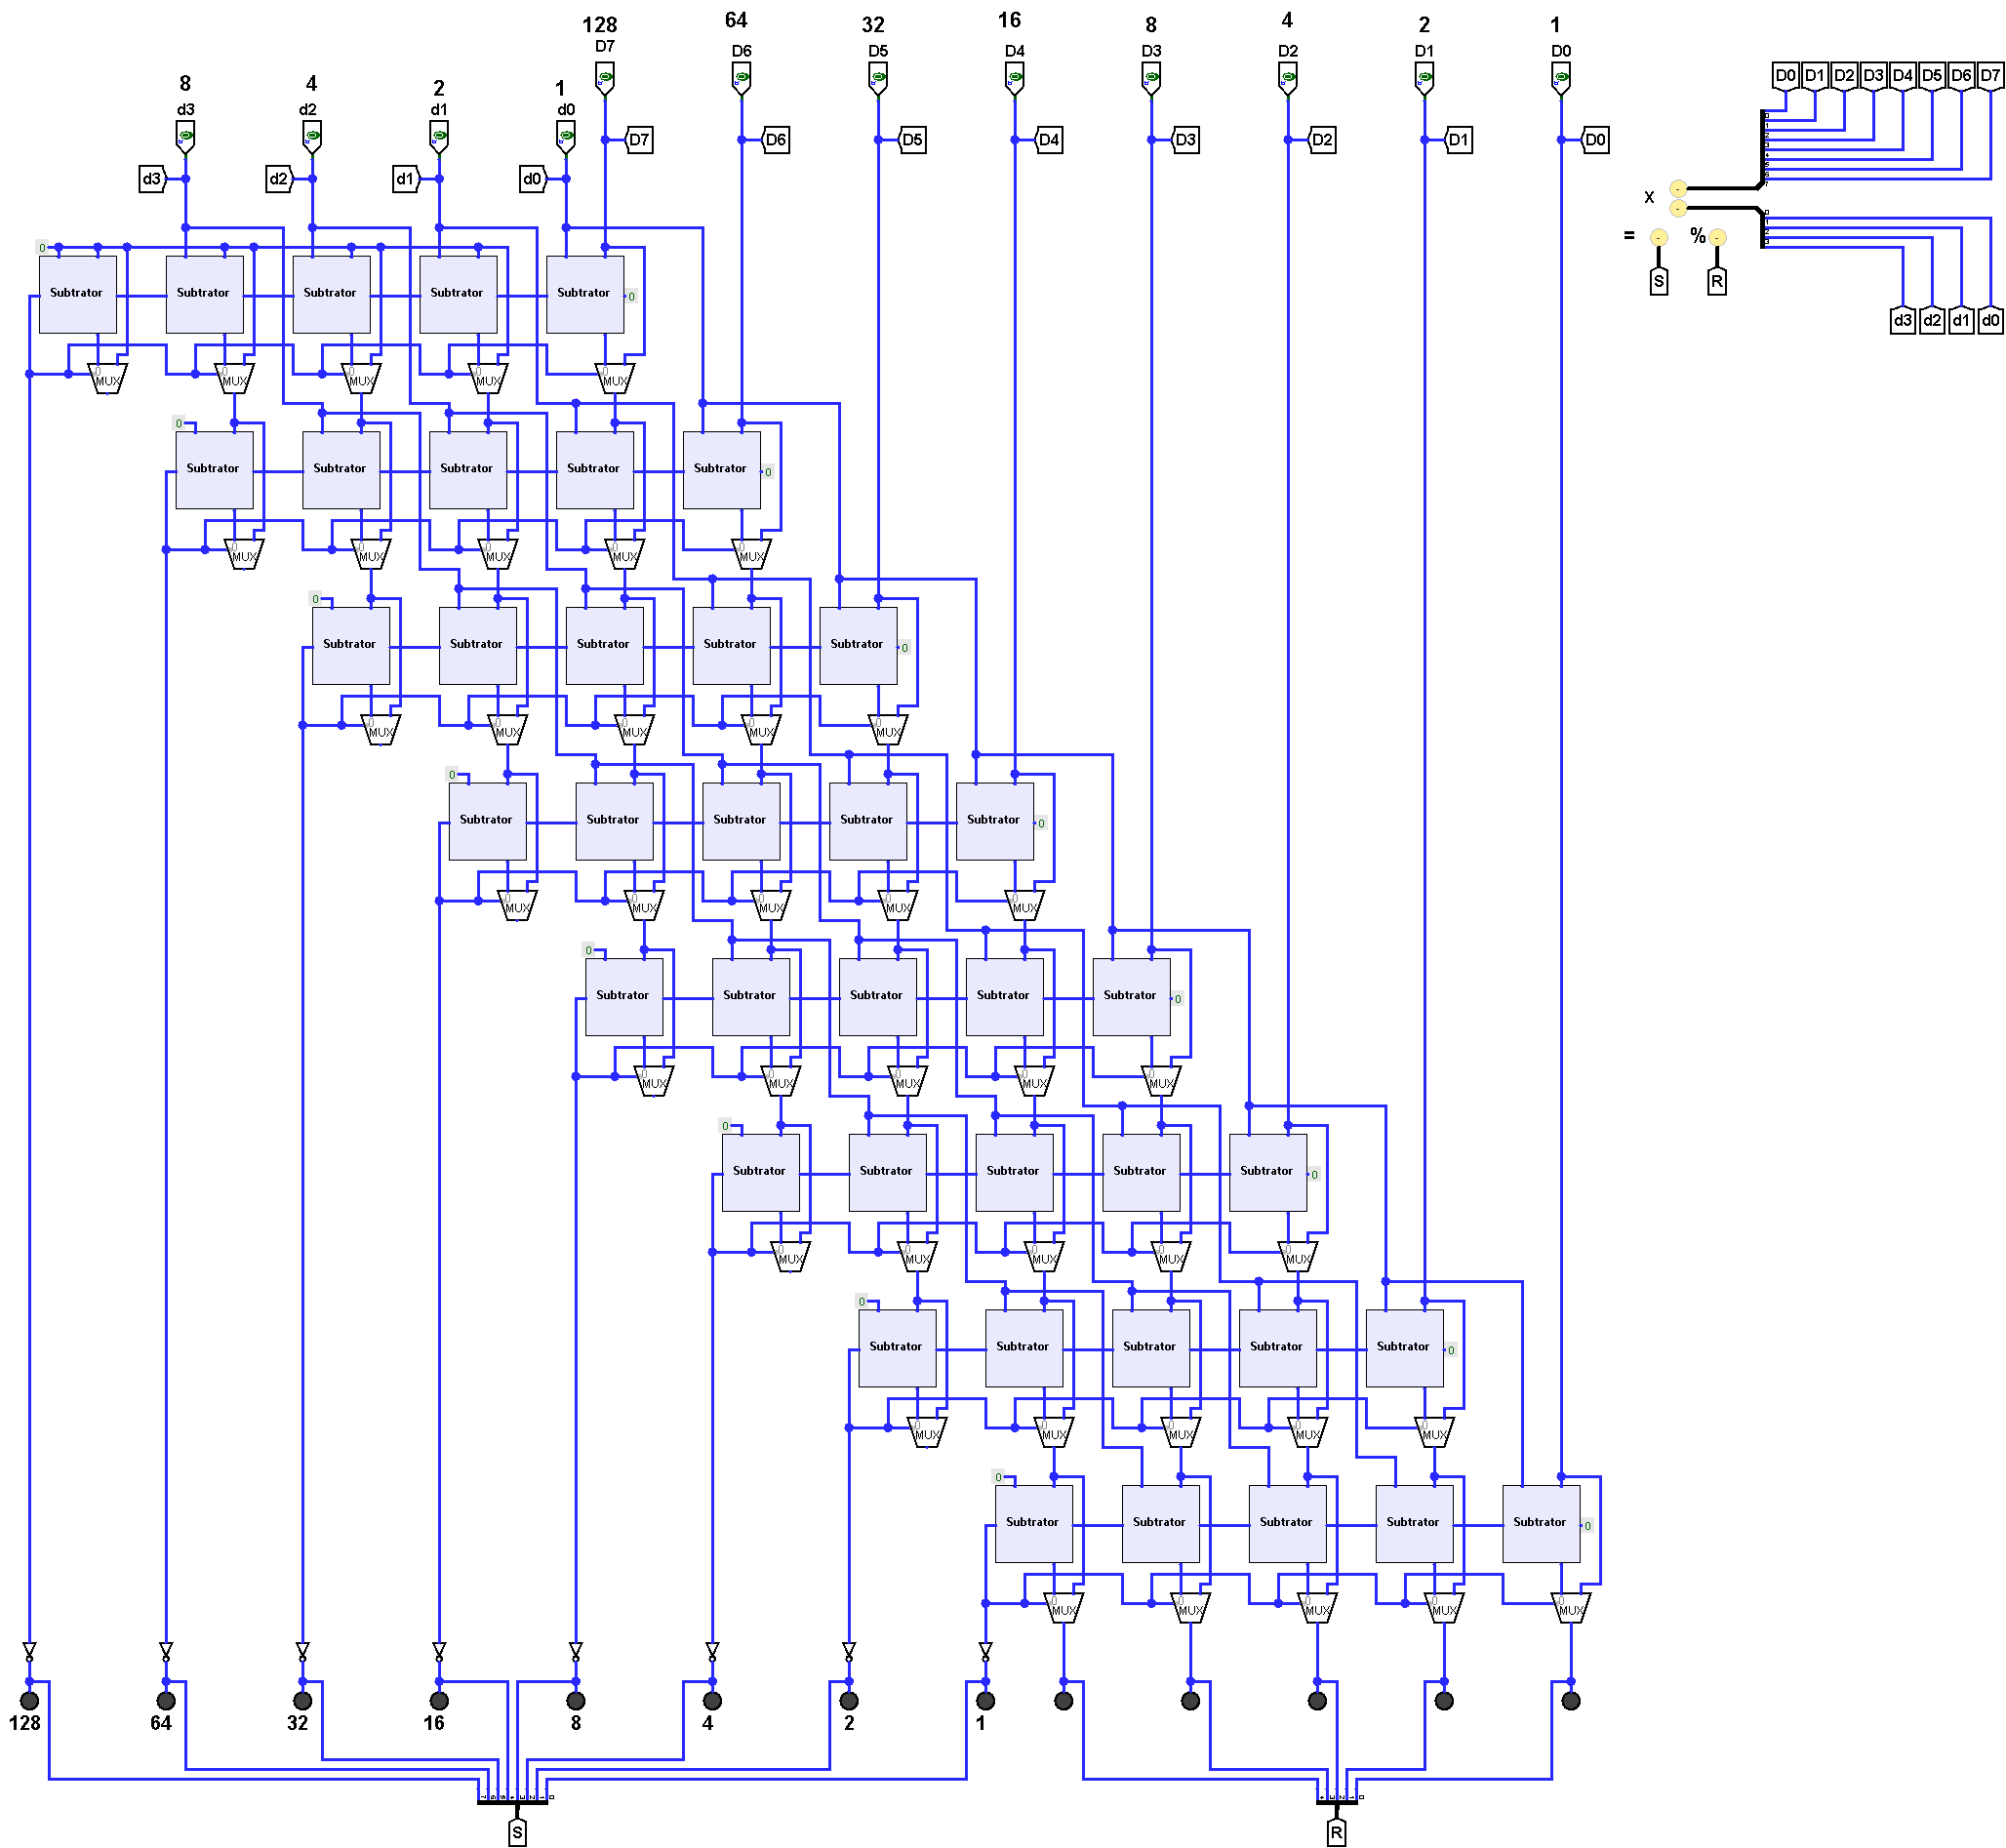 128 64 32 16 8 4 2 1
D7 D6 D5 D4 D3 D2 D1 D0
D0 D1 D2 D3 D4 D5 D6 D7
8 4 2 1
d3 d2 d1 d0
D7 D6 D5 D4 D3 D2 D1 D0
d3 d2 d1 d0
x - -
= - % -
S R
d3 d2 d1 d0
0
Subtrator Subtrator Subtrator Subtrator Subtrator 0
MUX MUX MUX MUX MUX
0
Subtrator Subtrator Subtrator Subtrator Subtrator 0
MUX MUX MUX MUX MUX
0
Subtrator Subtrator Subtrator Subtrator Subtrator 0
MUX MUX MUX MUX MUX
0
Subtrator Subtrator Subtrator Subtrator Subtrator 0
MUX MUX MUX MUX MUX
0
Subtrator Subtrator Subtrator Subtrator Subtrator 0
MUX MUX MUX MUX MUX
0
Subtrator Subtrator Subtrator Subtrator Subtrator 0
MUX MUX MUX MUX MUX
0
Subtrator Subtrator Subtrator Subtrator Subtrator 0
MUX MUX MUX MUX MUX
0
Subtrator Subtrator Subtrator Subtrator Subtrator 0
MUX MUX MUX MUX MUX
128 64 32 16 8 4 2 1
S R